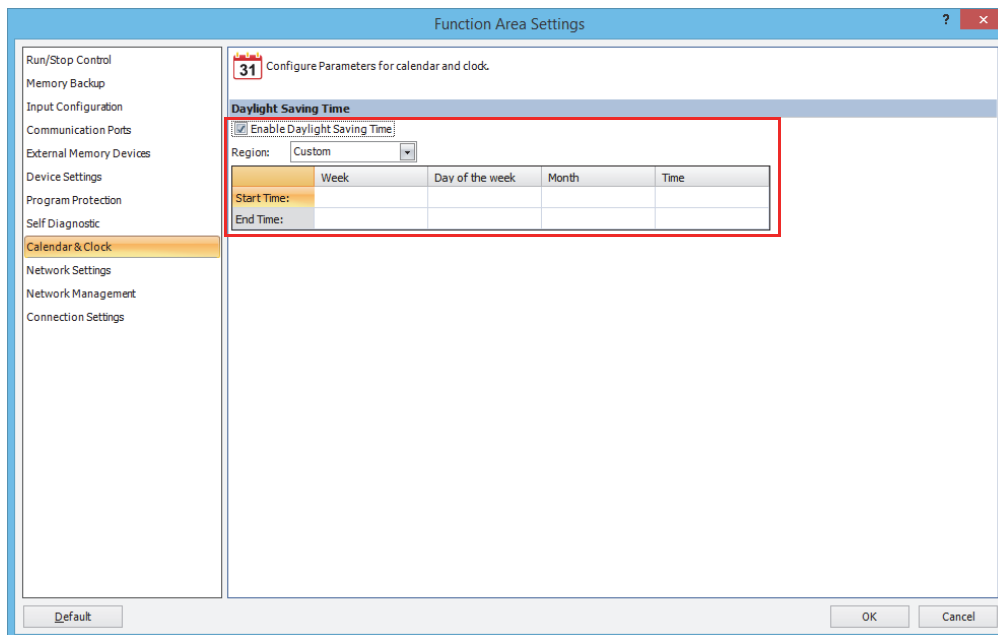 Function Area Settings
?
Run/Stop Control
Memory Backup
Input Configuration
Communication Ports
External Memory Devices
Device Settings
Program Protection
Self Diagnostic
Calendar & Clock
Network Settings
Network Management
Connection Settings
31 Configure Parameters for calendar and clock.
Daylight Saving Time
Enable Daylight Saving Time
Region: Custom
Week Day of the week Month Time
Start Time:
End Time:
Default OK Cancel